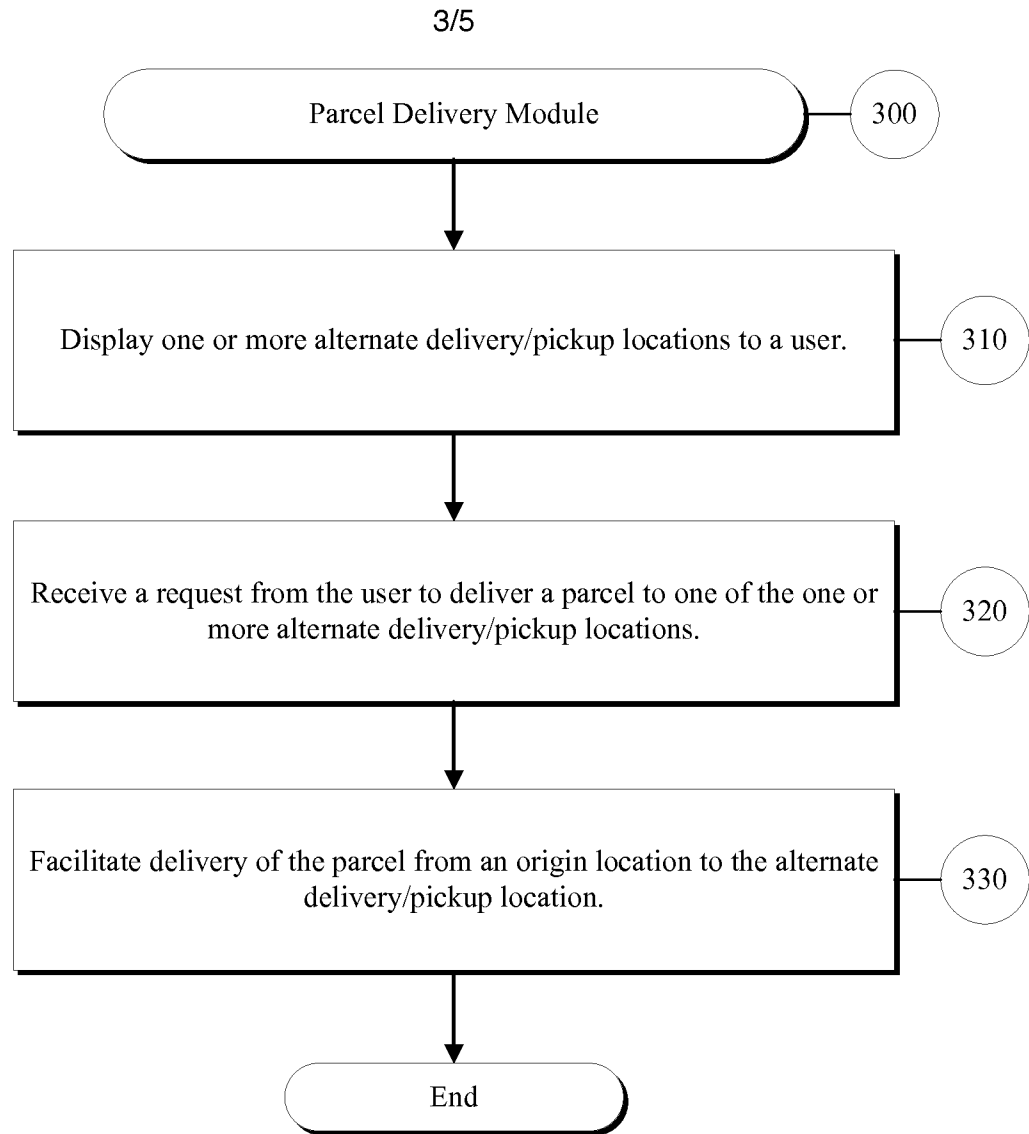 3/5
Parcel Delivery Module
300
Display one or more alternate delivery/pickup locations to a user.
310
Receive a request from the user to deliver a parcel to one of the one or
more alternate delivery/pickup locations.
320
Facilitate delivery of the parcel from an origin location to the alternate
delivery/pickup location.
330
End